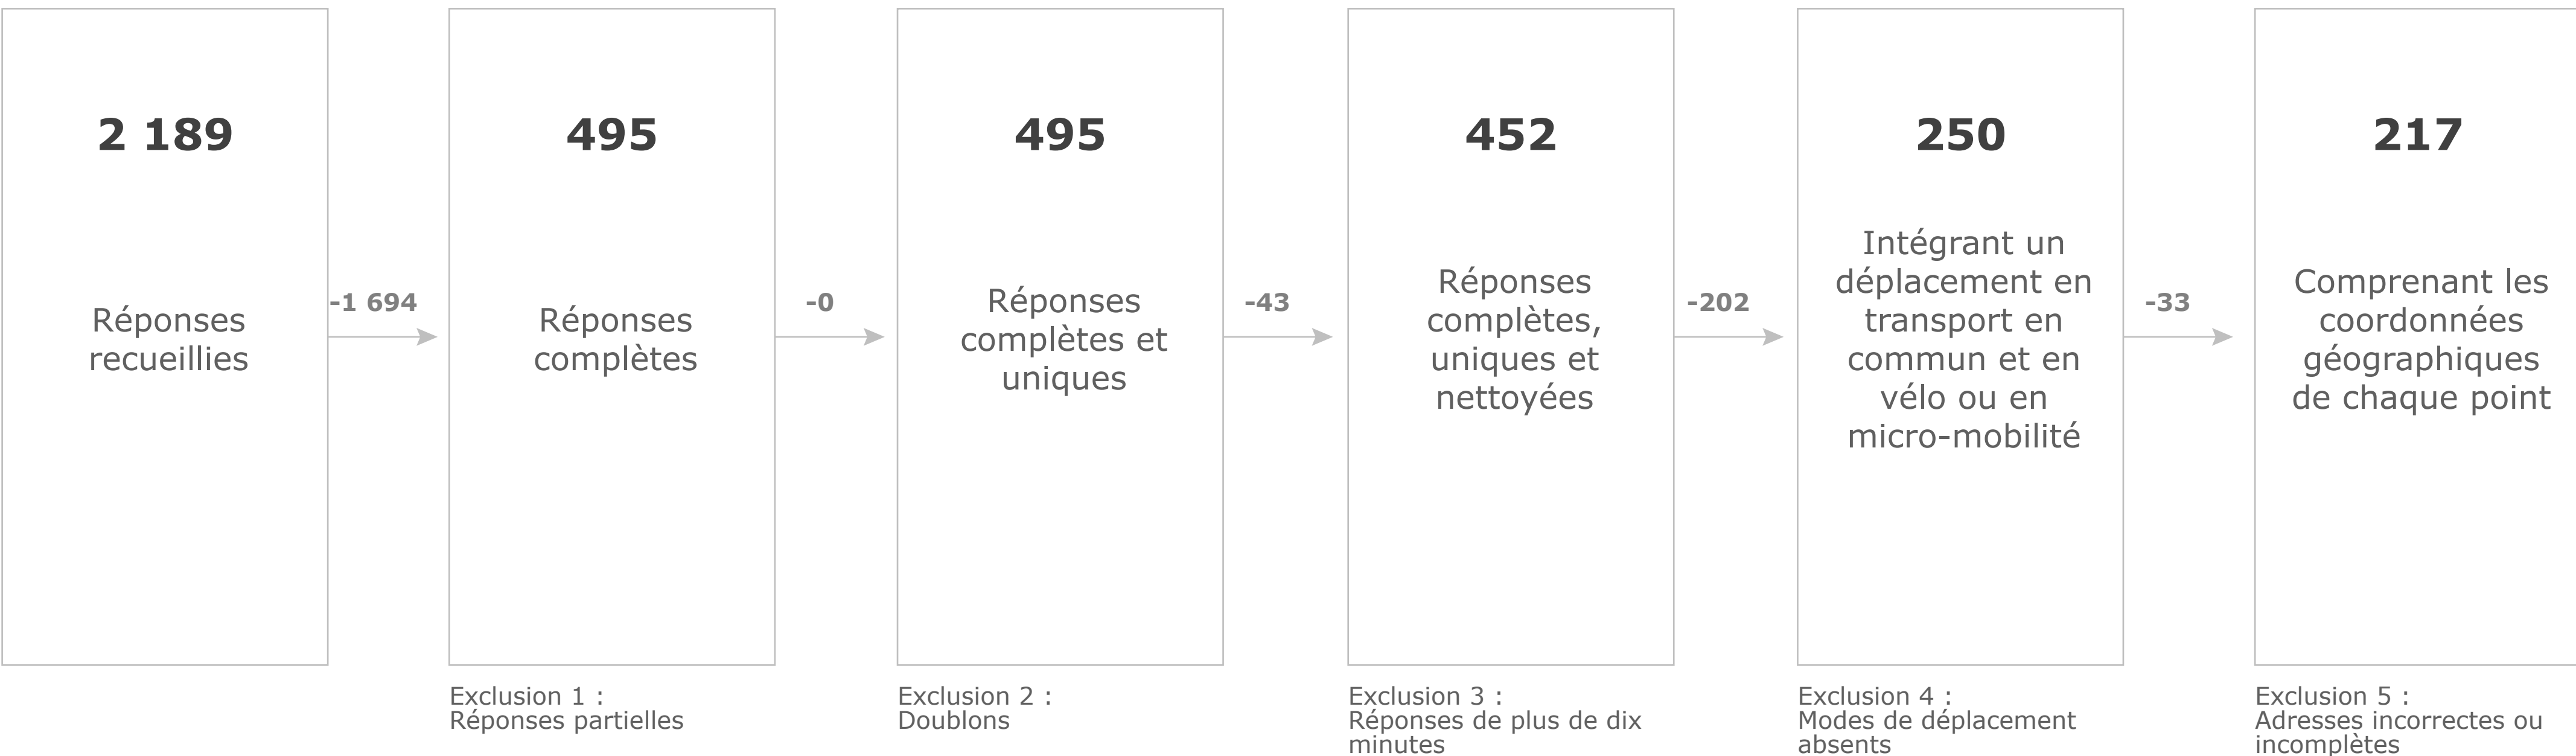 2 189
Réponses
recueillies
-1 694
495
Réponses
complètes
Exclusion 1 :
Réponses partielles
-0
495
Réponses
complètes et
uniques
Exclusion 2 :
Doublons
-43
452
Réponses
complètes,
uniques et
nettoyées
Exclusion 3 :
Réponses de plus de dix
minutes
-202
250
Intégrant un
déplacement en
transport en
commun et en
vélo ou en
micro-mobilité
Exclusion 4 :
Modes de déplacement
absents
-33
217
Comprenant les
coordonnées
géographiques
de chaque point
Exclusion 5 :
Adresses incorrectes ou
incomplètes